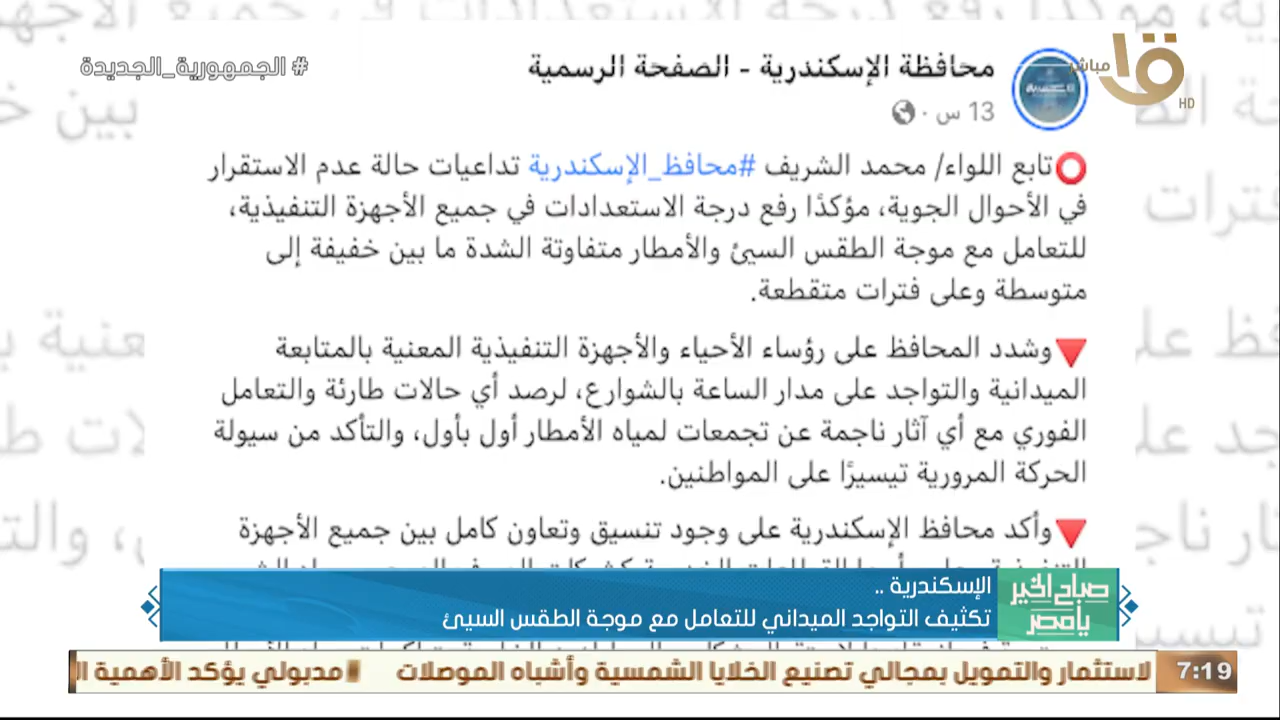 # الجمهورية_الجديدة
مباشر
HD
محافظة الإسكندرية - الصفحة الرسمية
13 س ·
تابع اللواء/ محمد الشريف #محافظ_الإسكندرية تداعيات حالة عدم الاستقرار
في الأحوال الجوية، مؤكدًا رفع درجة الاستعدادات في جميع الأجهزة التنفيذية،
للتعامل مع موجة الطقس السيئ والأمطار متفاوتة الشدة ما بين خفيفة إلى
متوسطة وعلى فترات متقطعة.
وشدد المحافظ على رؤساء الأحياء والأجهزة التنفيذية المعنية بالمتابعة
الميدانية والتواجد على مدار الساعة بالشوارع، لرصد أي حالات طارئة والتعامل
الفوري مع أي آثار ناجمة عن تجمعات لمياه الأمطار أول بأول، والتأكد من سيولة
الحركة المرورية تيسيرًا على المواطنين.
وأكد محافظ الإسكندرية على وجود تنسيق وتعاون كامل بين جميع الأجهزة
صباح الخير
يا مصر
الإسكندرية ..
تكثيف التواجد الميداني للتعامل مع موجة الطقس السيئ
7:19
لاستثمار والتمويل بمجالي تصنيع الخلايا الشمسية وأشباه الموصلات
مدبولي يؤكد الأهمية